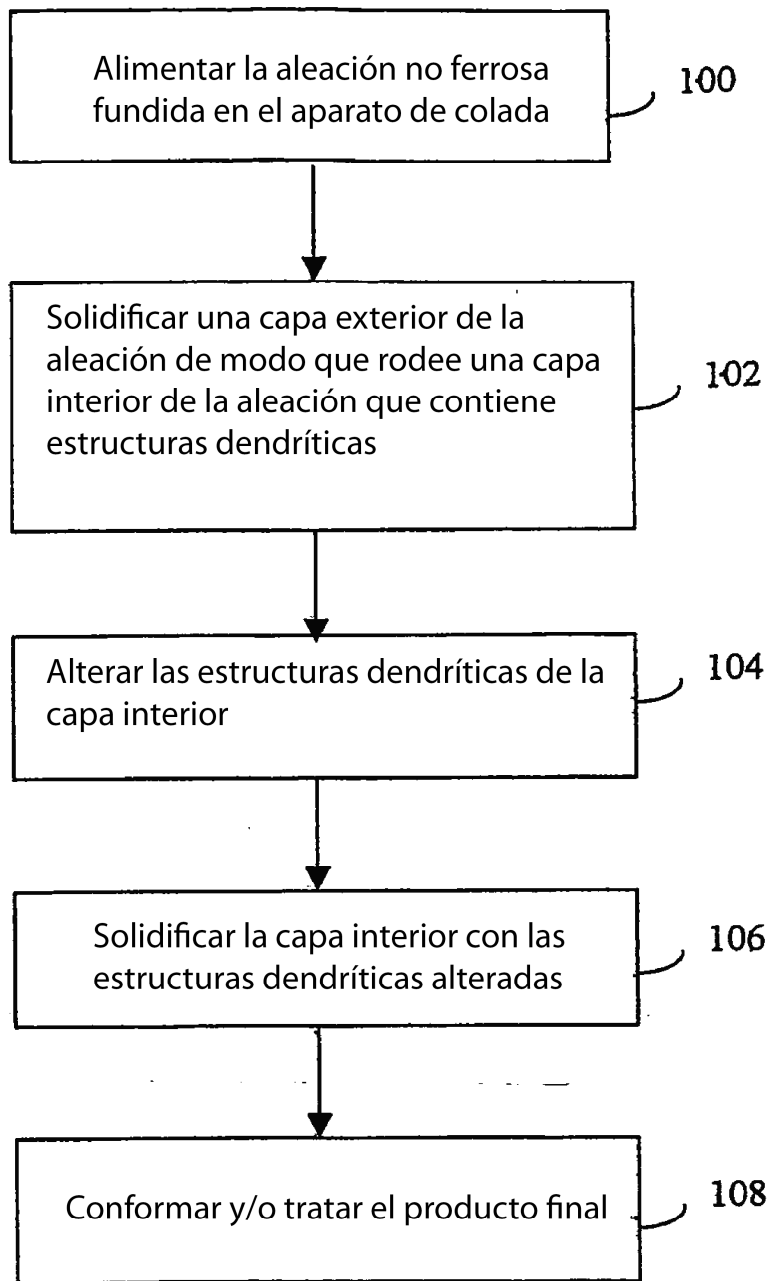 Alimentar la aleación no ferrosa
fundida en el aparato de colada
100
Solidificar una capa exterior de la
aleación de modo que rodee una capa
interior de la aleación que contiene
estructuras dendríticas
102
Alterar las estructuras dendríticas de la
capa interior
104
Solidificar la capa interior con las
estructuras dendríticas alteradas
106
Conformar y/o tratar el producto final
108